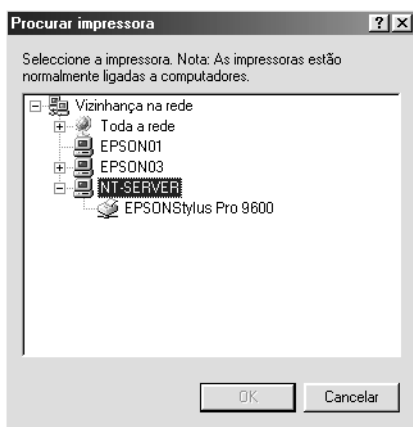 Procurar impressora
Seleccione a impressora. Nota: As impressoras estão
normalmente ligadas a computadores.
Vizinhança na rede
Toda a rede
EPSON01
EPSON03
NT-SERVER
EPSONStylus Pro 9600
OK
Cancelar